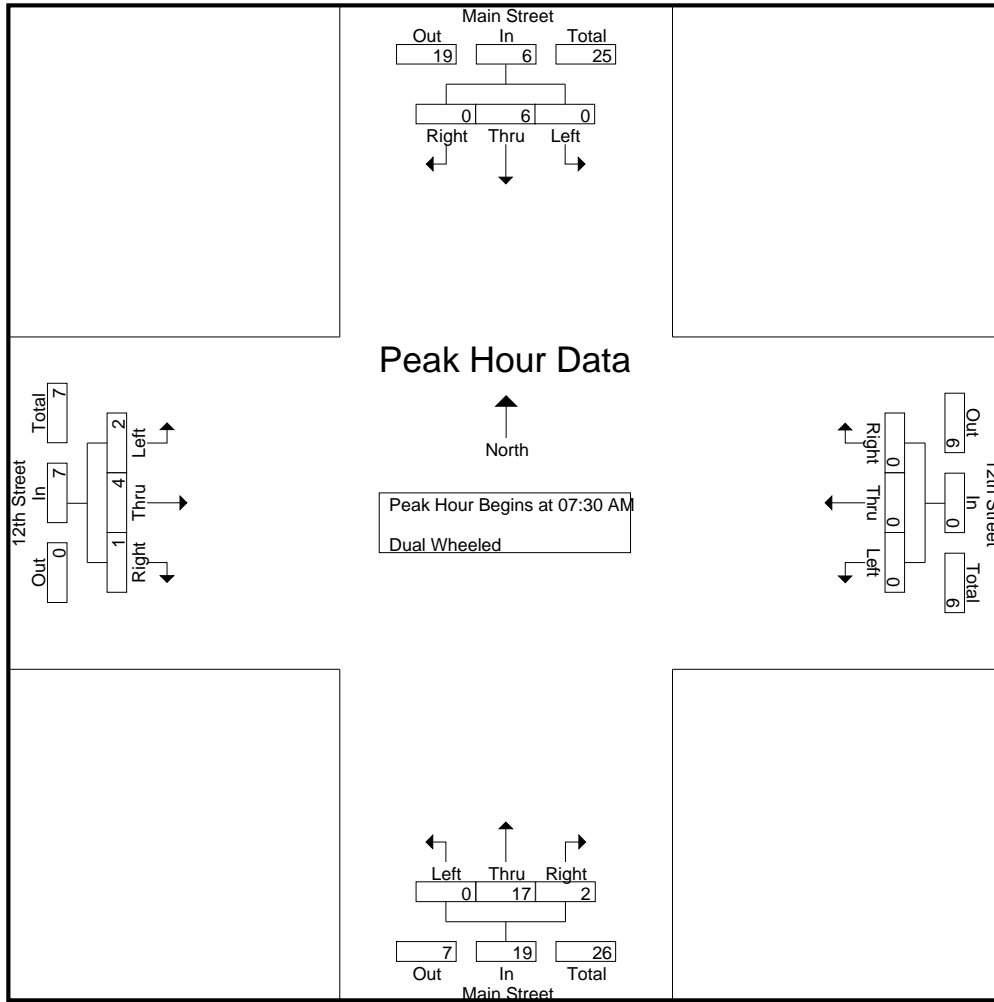 Main Street
Out In Total
19 6 25
0 6 0
Right Thru Left
Peak Hour Data
North
Peak Hour Begins at 07:30 AM
Dual Wheeled
12th Street
Total In Out
7 7 0
2 4 1
Left Thru Right
Right Thru Left
0 0 0
6 0 6
Out In Total
12th Street
Left Thru Right
0 17 2
7 19 26
Out In Total
Main Street